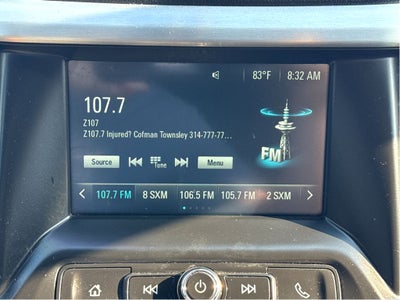 83°F 8:32 AM
107.7
Z107
Z107.7 Injured? Cofman Townsley 314-777-77...
FM
Source Tune Menu
107.7 FM 8 SXM 106.5 FM 105.7 FM 2 SXM